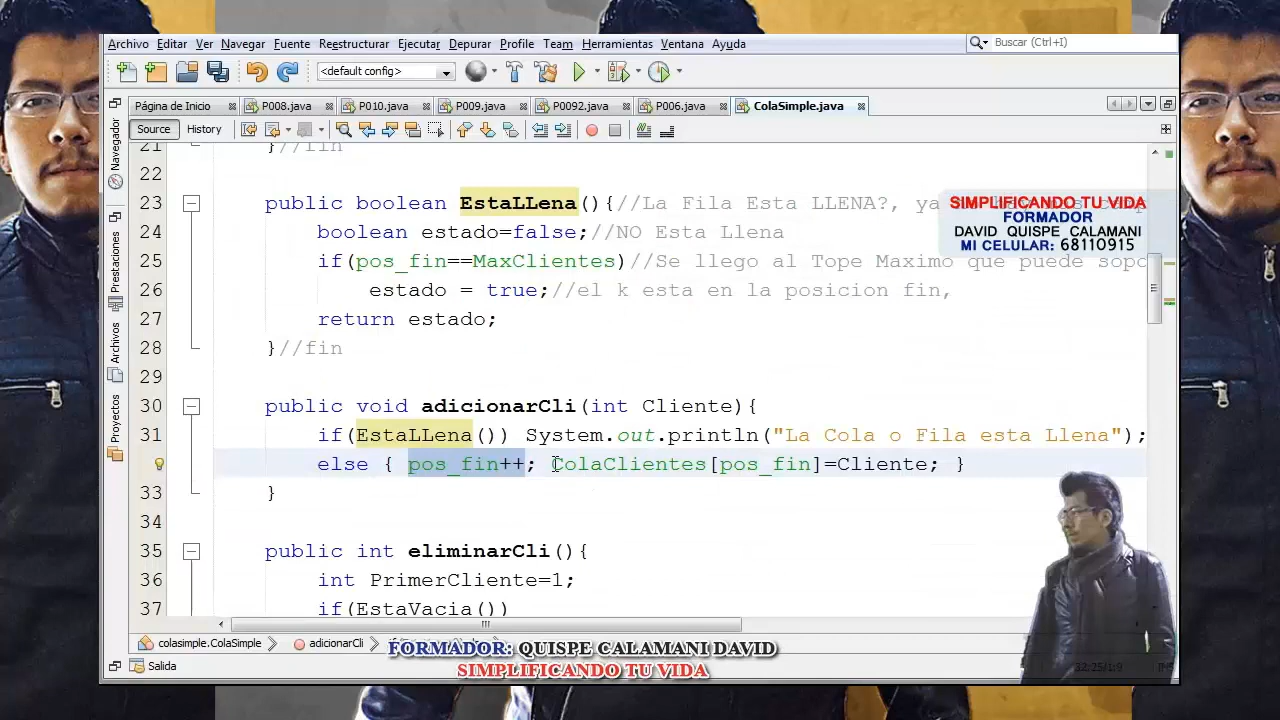 Archivo Editar Ver Navegar Fuente Reestructurar Ejecutar Depurar Profile Team Herramientas Ventana Ayuda
Buscar (Ctrl+I)
<default config>
Página de Inicio P008.java P010.java P009.java P0092.java P006.java ColaSimple.java
Source History
21 }//fin
22
23 public boolean EstaLLena(){//La Fila Esta LLENA?, ya
24 boolean estado=false;//NO Esta Llena
25 if(pos_fin==MaxClientes)//Se llego al Tope Maximo que puede sopo
26 estado = true;//el k esta en la posicion fin,
27 return estado;
28 }//fin
29
30 public void adicionarCli(int Cliente){
31 if(EstaLLena()) System.out.println("La Cola o Fila esta Llena");
32 else { pos_fin++; ColaClientes[pos_fin]=Cliente; }
33 }
34
35 public int eliminarCli(){
36 int PrimerCliente=1;
37 if(EstaVacia())
SIMPLIFICANDO TU VIDA
FORMADOR
DAVID QUISPE CALAMANI
MI CELULAR: 68110915
Navegador
Prestaciones
Archivos
Proyectos
colasimple.ColaSimple adicionarCli
FORMADOR: QUISPE CALAMANI DAVID
Salida
SIMPLIFICANDO TU VIDA
32:25/1:9